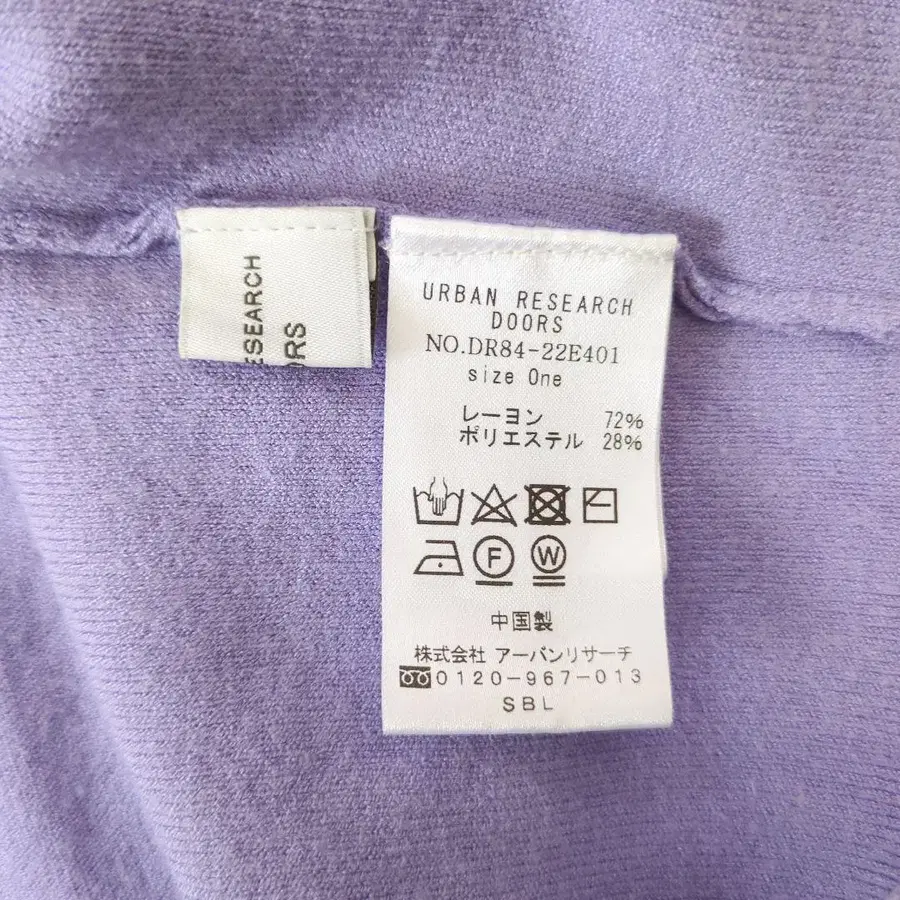 URBAN RESEARCH
DOORS
NO.DR84-22E401
size One
レーヨン 72%
ポリエステル 28%
F W
中国製
株式会社 アーバンリサーチ
0120-967-013
SBL